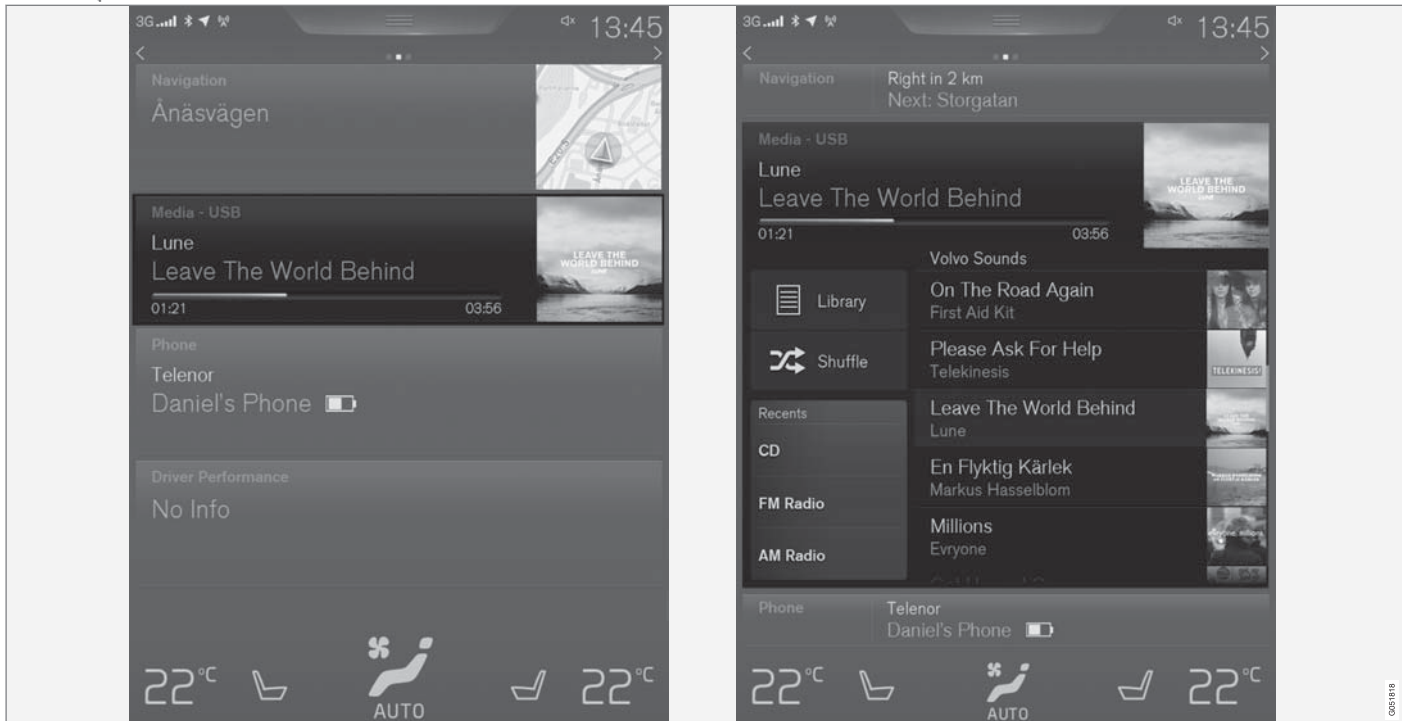 3G
13:45
Navigation
Ånäsvägen
Media - USB
Lune
Leave The World Behind
01:21 03:56
LEAVE THE
WORLD BEHIND
Phone
Telenor
Daniel's Phone
Driver Performance
No Info
22°C
AUTO
22°C
3G
13:45
Navigation
Right in 2 km
Next: Storgatan
Media - USB
Lune
Leave The World Behind
01:21 03:56
LEAVE THE
WORLD BEHIND
Library
Shuffle
Recents
CD
FM Radio
AM Radio
Volvo Sounds
On The Road Again
First Aid Kit
Please Ask For Help
Telekinesis
TELEKINESIS!
Leave The World Behind
Lune
En Flyktig Kärlek
Markus Hasselblom
Millions
Evryone
Phone
Telenor
Daniel's Phone
22°C
AUTO
22°C
G051818